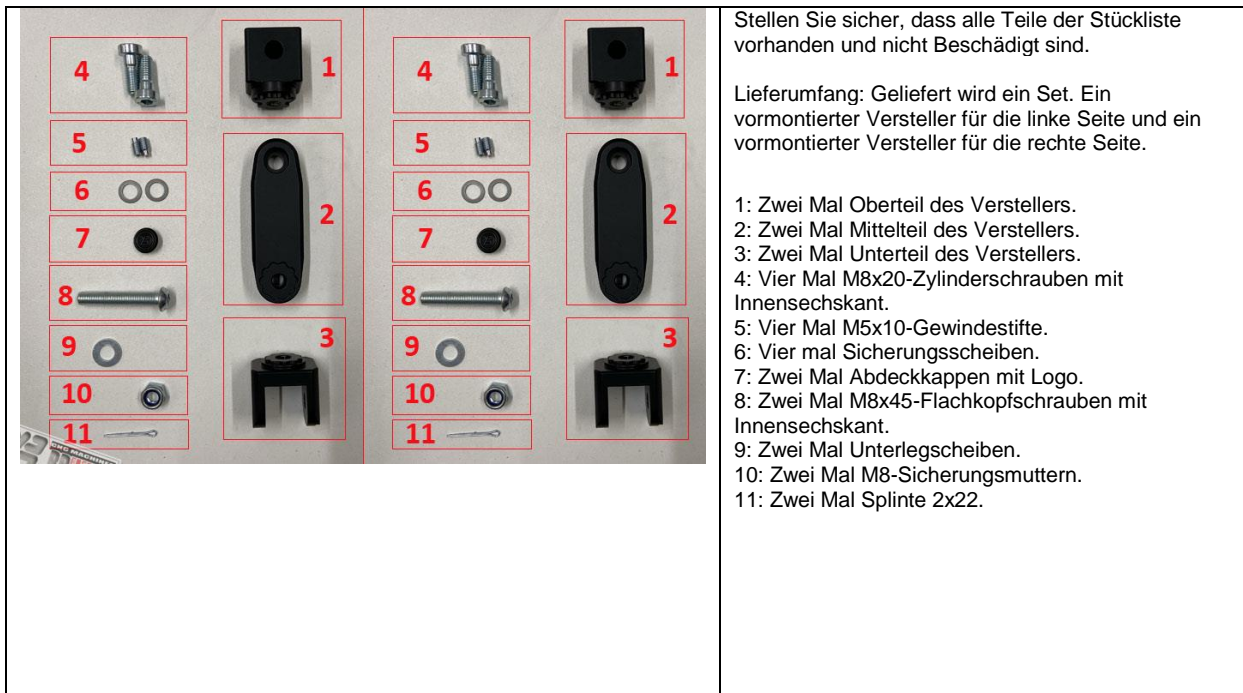 4
1
4
1
5
5
6
6
2
2
7
7
8
8
3
3
9
9
10
10
11
11
CNC MACHINED
Stellen Sie sicher, dass alle Teile der Stückliste
vorhanden und nicht Beschädigt sind.
Lieferumfang: Geliefert wird ein Set. Ein
vormontierter Versteller für die linke Seite und ein
vormontierter Versteller für die rechte Seite.
1: Zwei Mal Oberteil des Verstellers.
2: Zwei Mal Mittelteil des Verstellers.
3: Zwei Mal Unterteil des Verstellers.
4: Vier Mal M8x20-Zylinderschrauben mit
Innensechskant.
5: Vier Mal M5x10-Gewindestifte.
6: Vier mal Sicherungsscheiben.
7: Zwei Mal Abdeckkappen mit Logo.
8: Zwei Mal M8x45-Flachkopfschrauben mit
Innensechskant.
9: Zwei Mal Unterlegscheiben.
10: Zwei Mal M8-Sicherungsmuttern.
11: Zwei Mal Splinte 2x22.